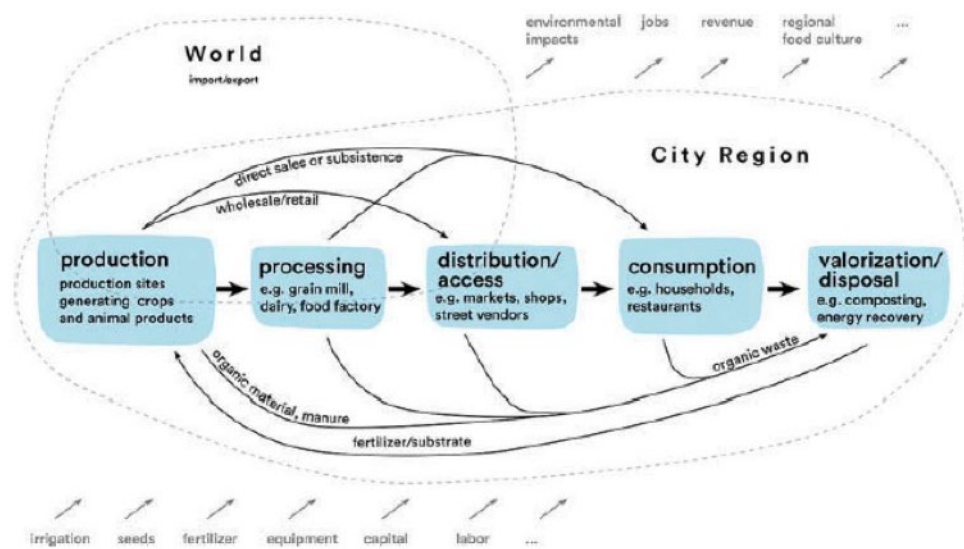 environmental
impacts
jobs
revenue
regional
food culture
...
World
import/export
City Region
direct sales or subsistence
wholesale/retail
production
production sites
generating crops
and animal products
processing
e.g. grain mill,
dairy, food factory
distribution/
access
e.g. markets, shops,
street vendors
consumption
e.g. households,
restaurants
valorization/
disposal
e.g. composting,
energy recovery
organic material, manure
organic waste
fertilizer/substrate
irrigation
seeds
fertilizer
equipment
capital
labor
...